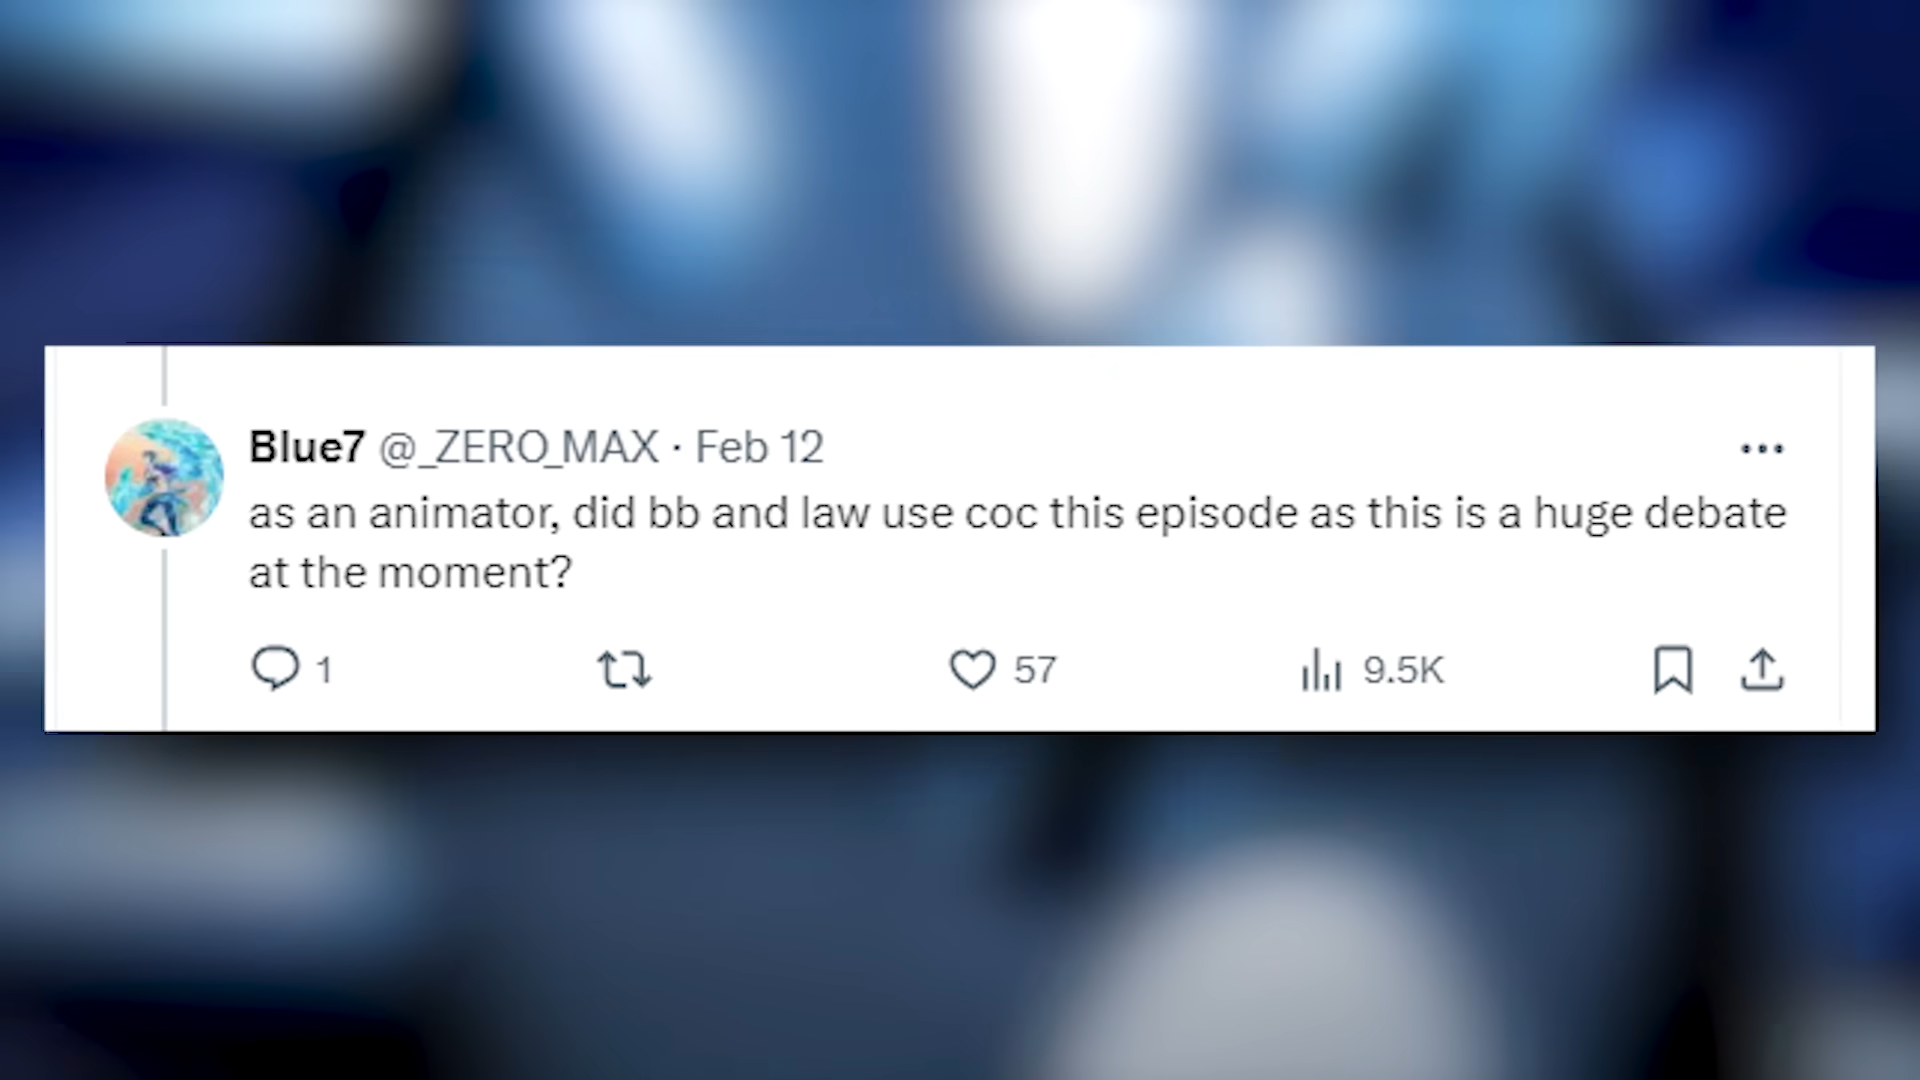 Blue7 @_ZERO_MAX · Feb 12
as an animator, did bb and law use coc this episode as this is a huge debate
at the moment?
1 57 9.5K